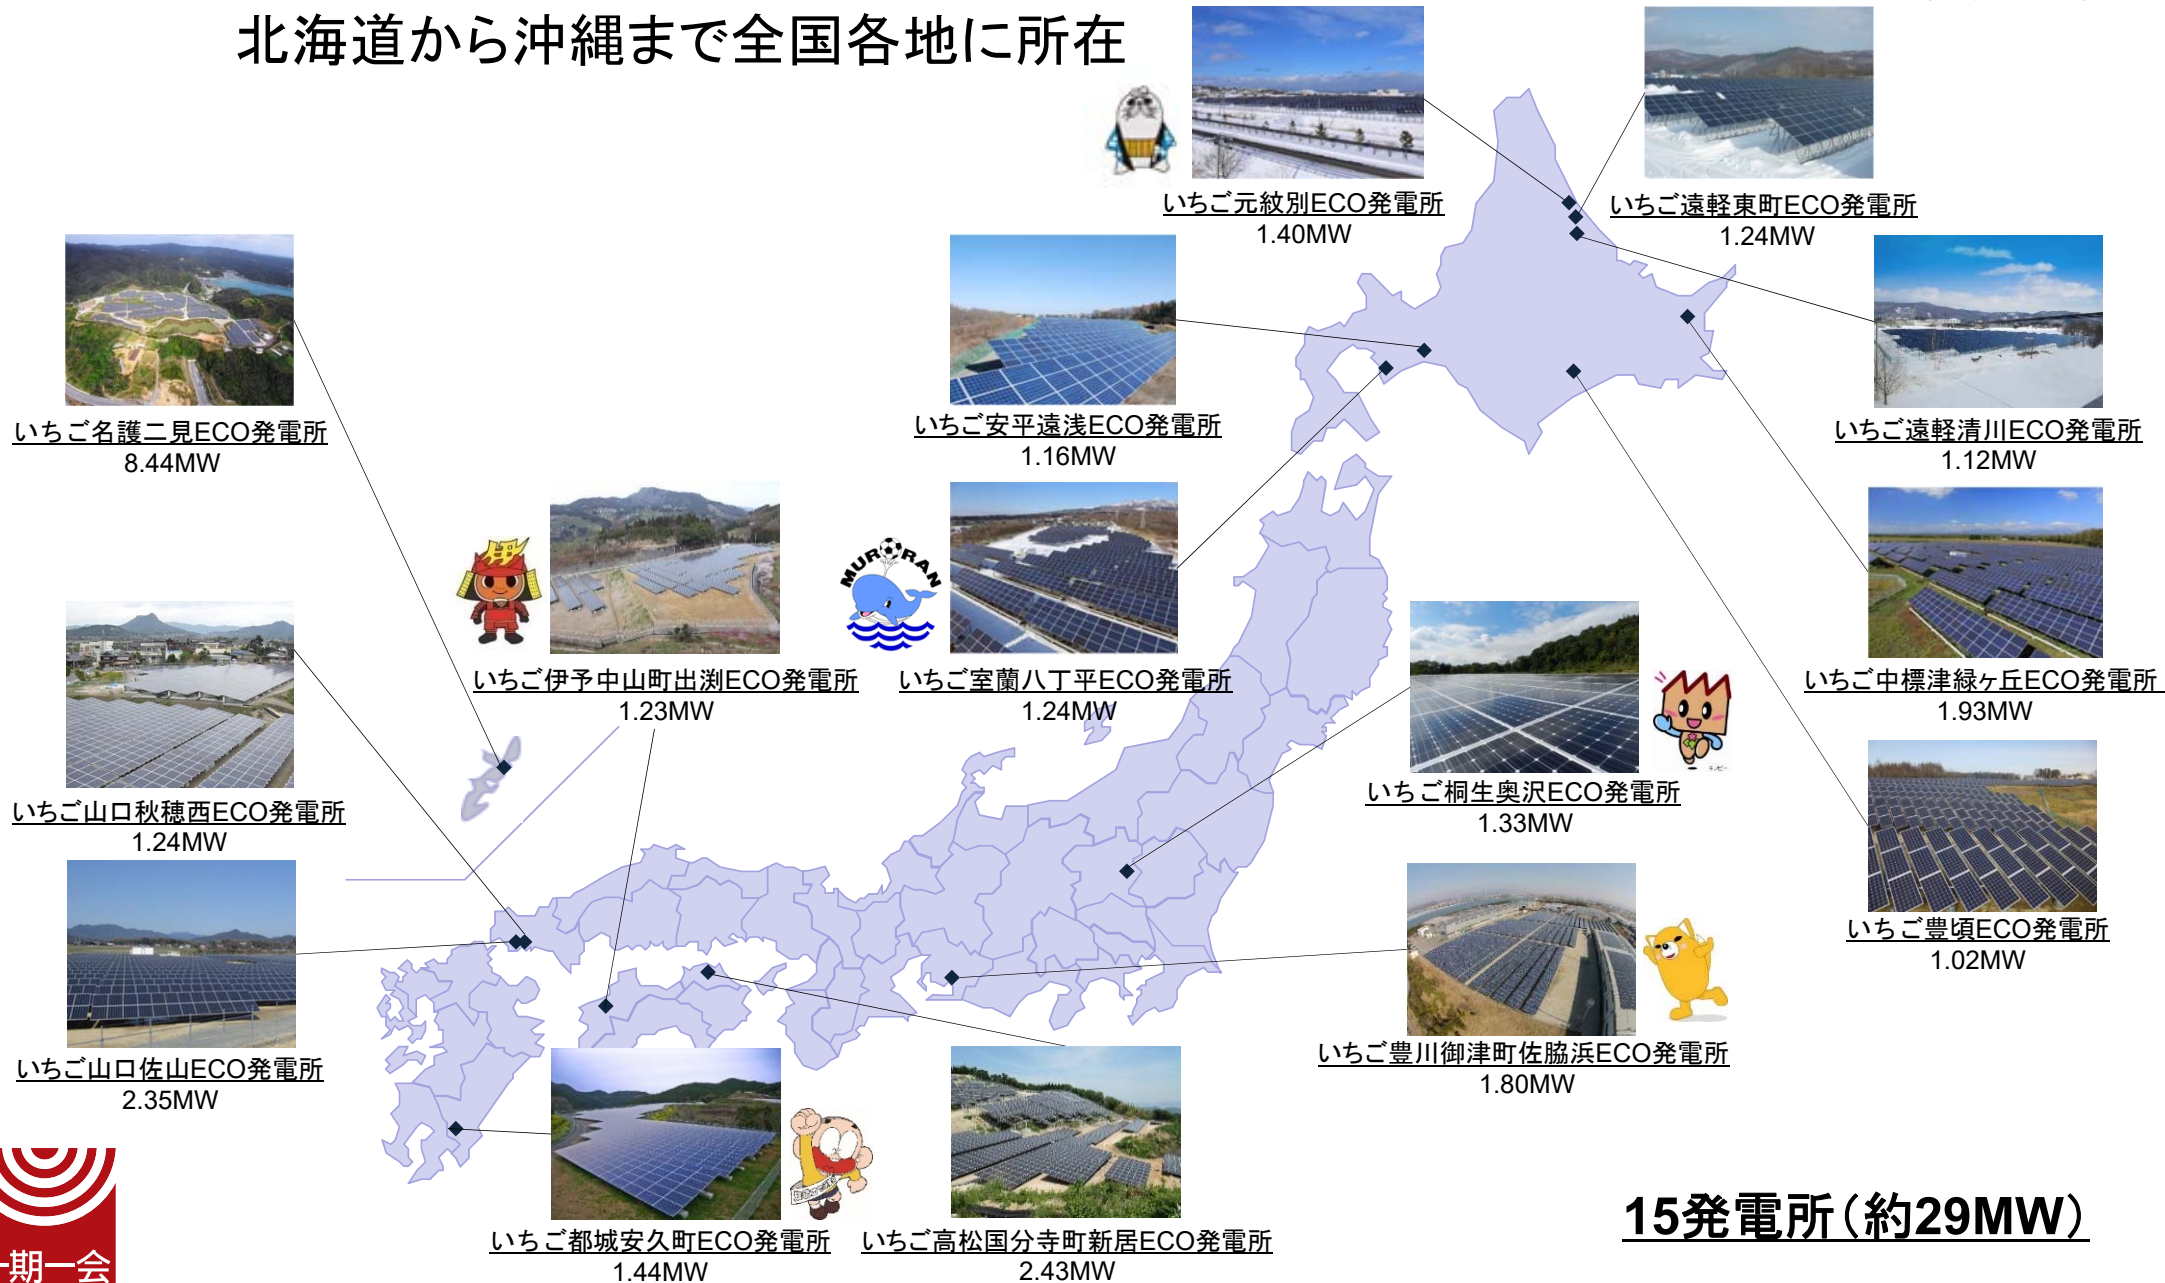 北海道から沖縄まで全国各地に所在
いちご元紋別ECO発電所
1.40MW
いちご遠軽東町ECO発電所
1.24MW
いちご名護二見ECO発電所
8.44MW
いちご安平遠浅ECO発電所
1.16MW
いちご遠軽清川ECO発電所
1.12MW
いちご伊予中山町出渕ECO発電所
1.23MW
MURORAN
いちご室蘭八丁平ECO発電所
1.24MW
いちご中標津緑ヶ丘ECO発電所
1.93MW
いちご山口秋穂西ECO発電所
1.24MW
いちご桐生奥沢ECO発電所
1.33MW
いちご豊頃ECO発電所
1.02MW
いちご山口佐山ECO発電所
2.35MW
いちご豊川御津町佐脇浜ECO発電所
1.80MW
いちご都城安久町ECO発電所
1.44MW
いちご高松国分寺町新居ECO発電所
2.43MW
15発電所（約29MW）
一期一会